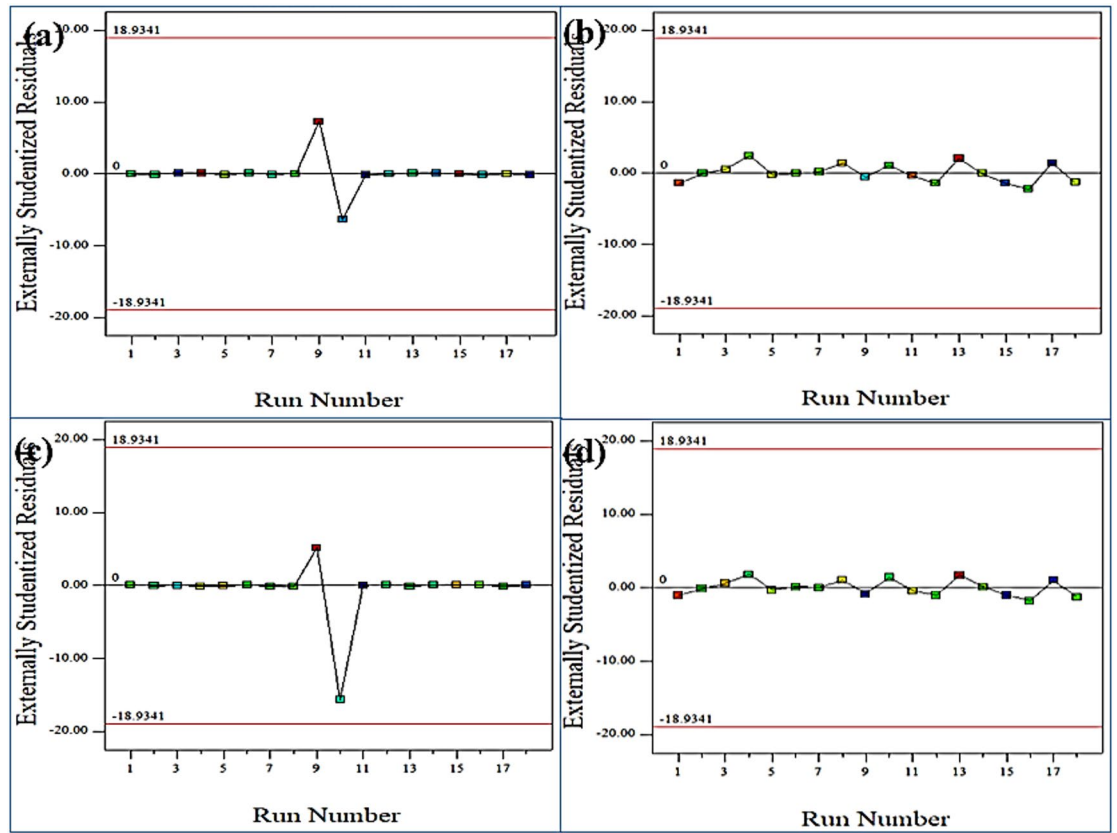 (a)
20.00
18.9341
10.00
0
0.00
-10.00
-18.9341
-20.00
Externally Studentized Residuals
1 3 5 7 9 11 13 15 17
Run Number
(b)
20.00
18.9341
10.00
0
0.00
-10.00
-18.9341
-20.00
Externally Studentized Residuals
1 3 5 7 9 11 13 15 17
Run Number
(c)
20.00
18.9341
10.00
0
0.00
-10.00
-18.9341
-20.00
Externally Studentized Residuals
1 3 5 7 9 11 13 15 17
Run Number
(d)
20.00
18.9341
10.00
0
0.00
-10.00
-18.9341
-20.00
Externally Studentized Residuals
1 3 5 7 9 11 13 15 17
Run Number